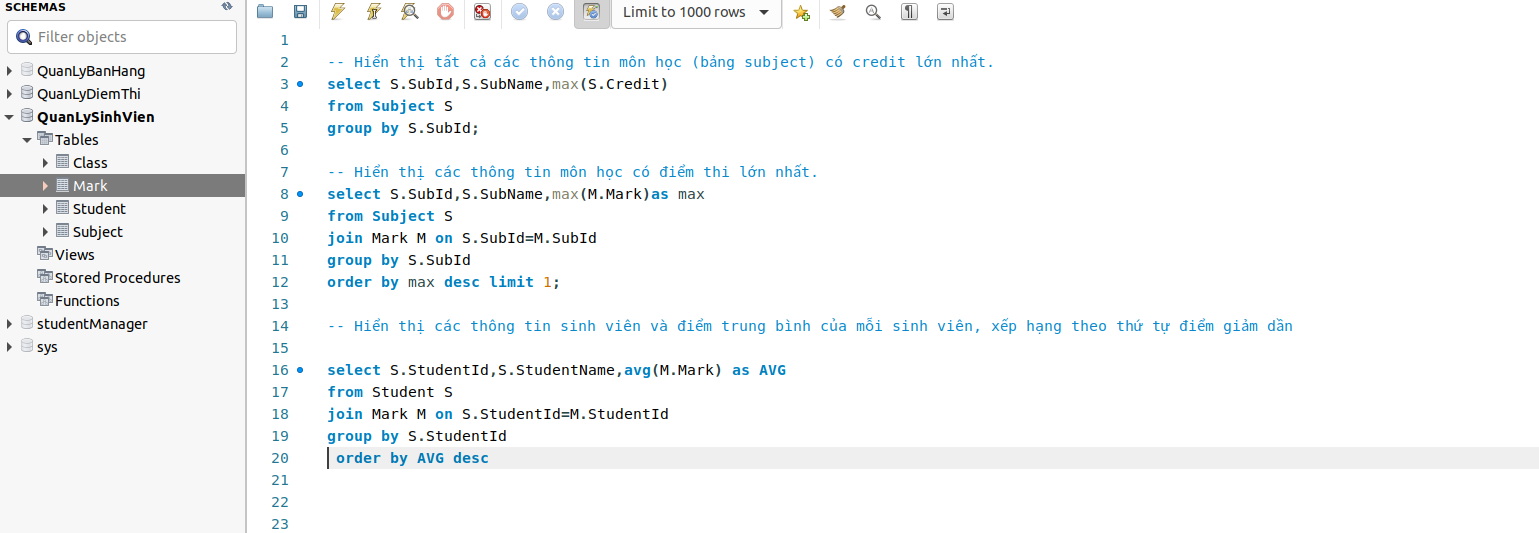 SCHEMAS
Filter objects
QuanLyBanHang
QuanLyDiemThi
QuanLySinhVien
Tables
Class
Mark
Student
Subject
Views
Stored Procedures
Functions
studentManager
sys
Limit to 1000 rows
1
2 -- Hiển thị tất cả các thông tin môn học (bảng subject) có credit lớn nhất.
3 select S.SubId,S.SubName,max(S.Credit)
4 from Subject S
5 group by S.SubId;
6
7 -- Hiển thị các thông tin môn học có điểm thi lớn nhất.
8 select S.SubId,S.SubName,max(M.Mark)as max
9 from Subject S
10 join Mark M on S.SubId=M.SubId
11 group by S.SubId
12 order by max desc limit 1;
13
14 -- Hiển thị các thông tin sinh viên và điểm trung bình của mỗi sinh viên, xếp hạng theo thứ tự điểm giảm dần
15
16 select S.StudentId,S.StudentName,avg(M.Mark) as AVG
17 from Student S
18 join Mark M on S.StudentId=M.StudentId
19 group by S.StudentId
20 order by AVG desc
21
22
23